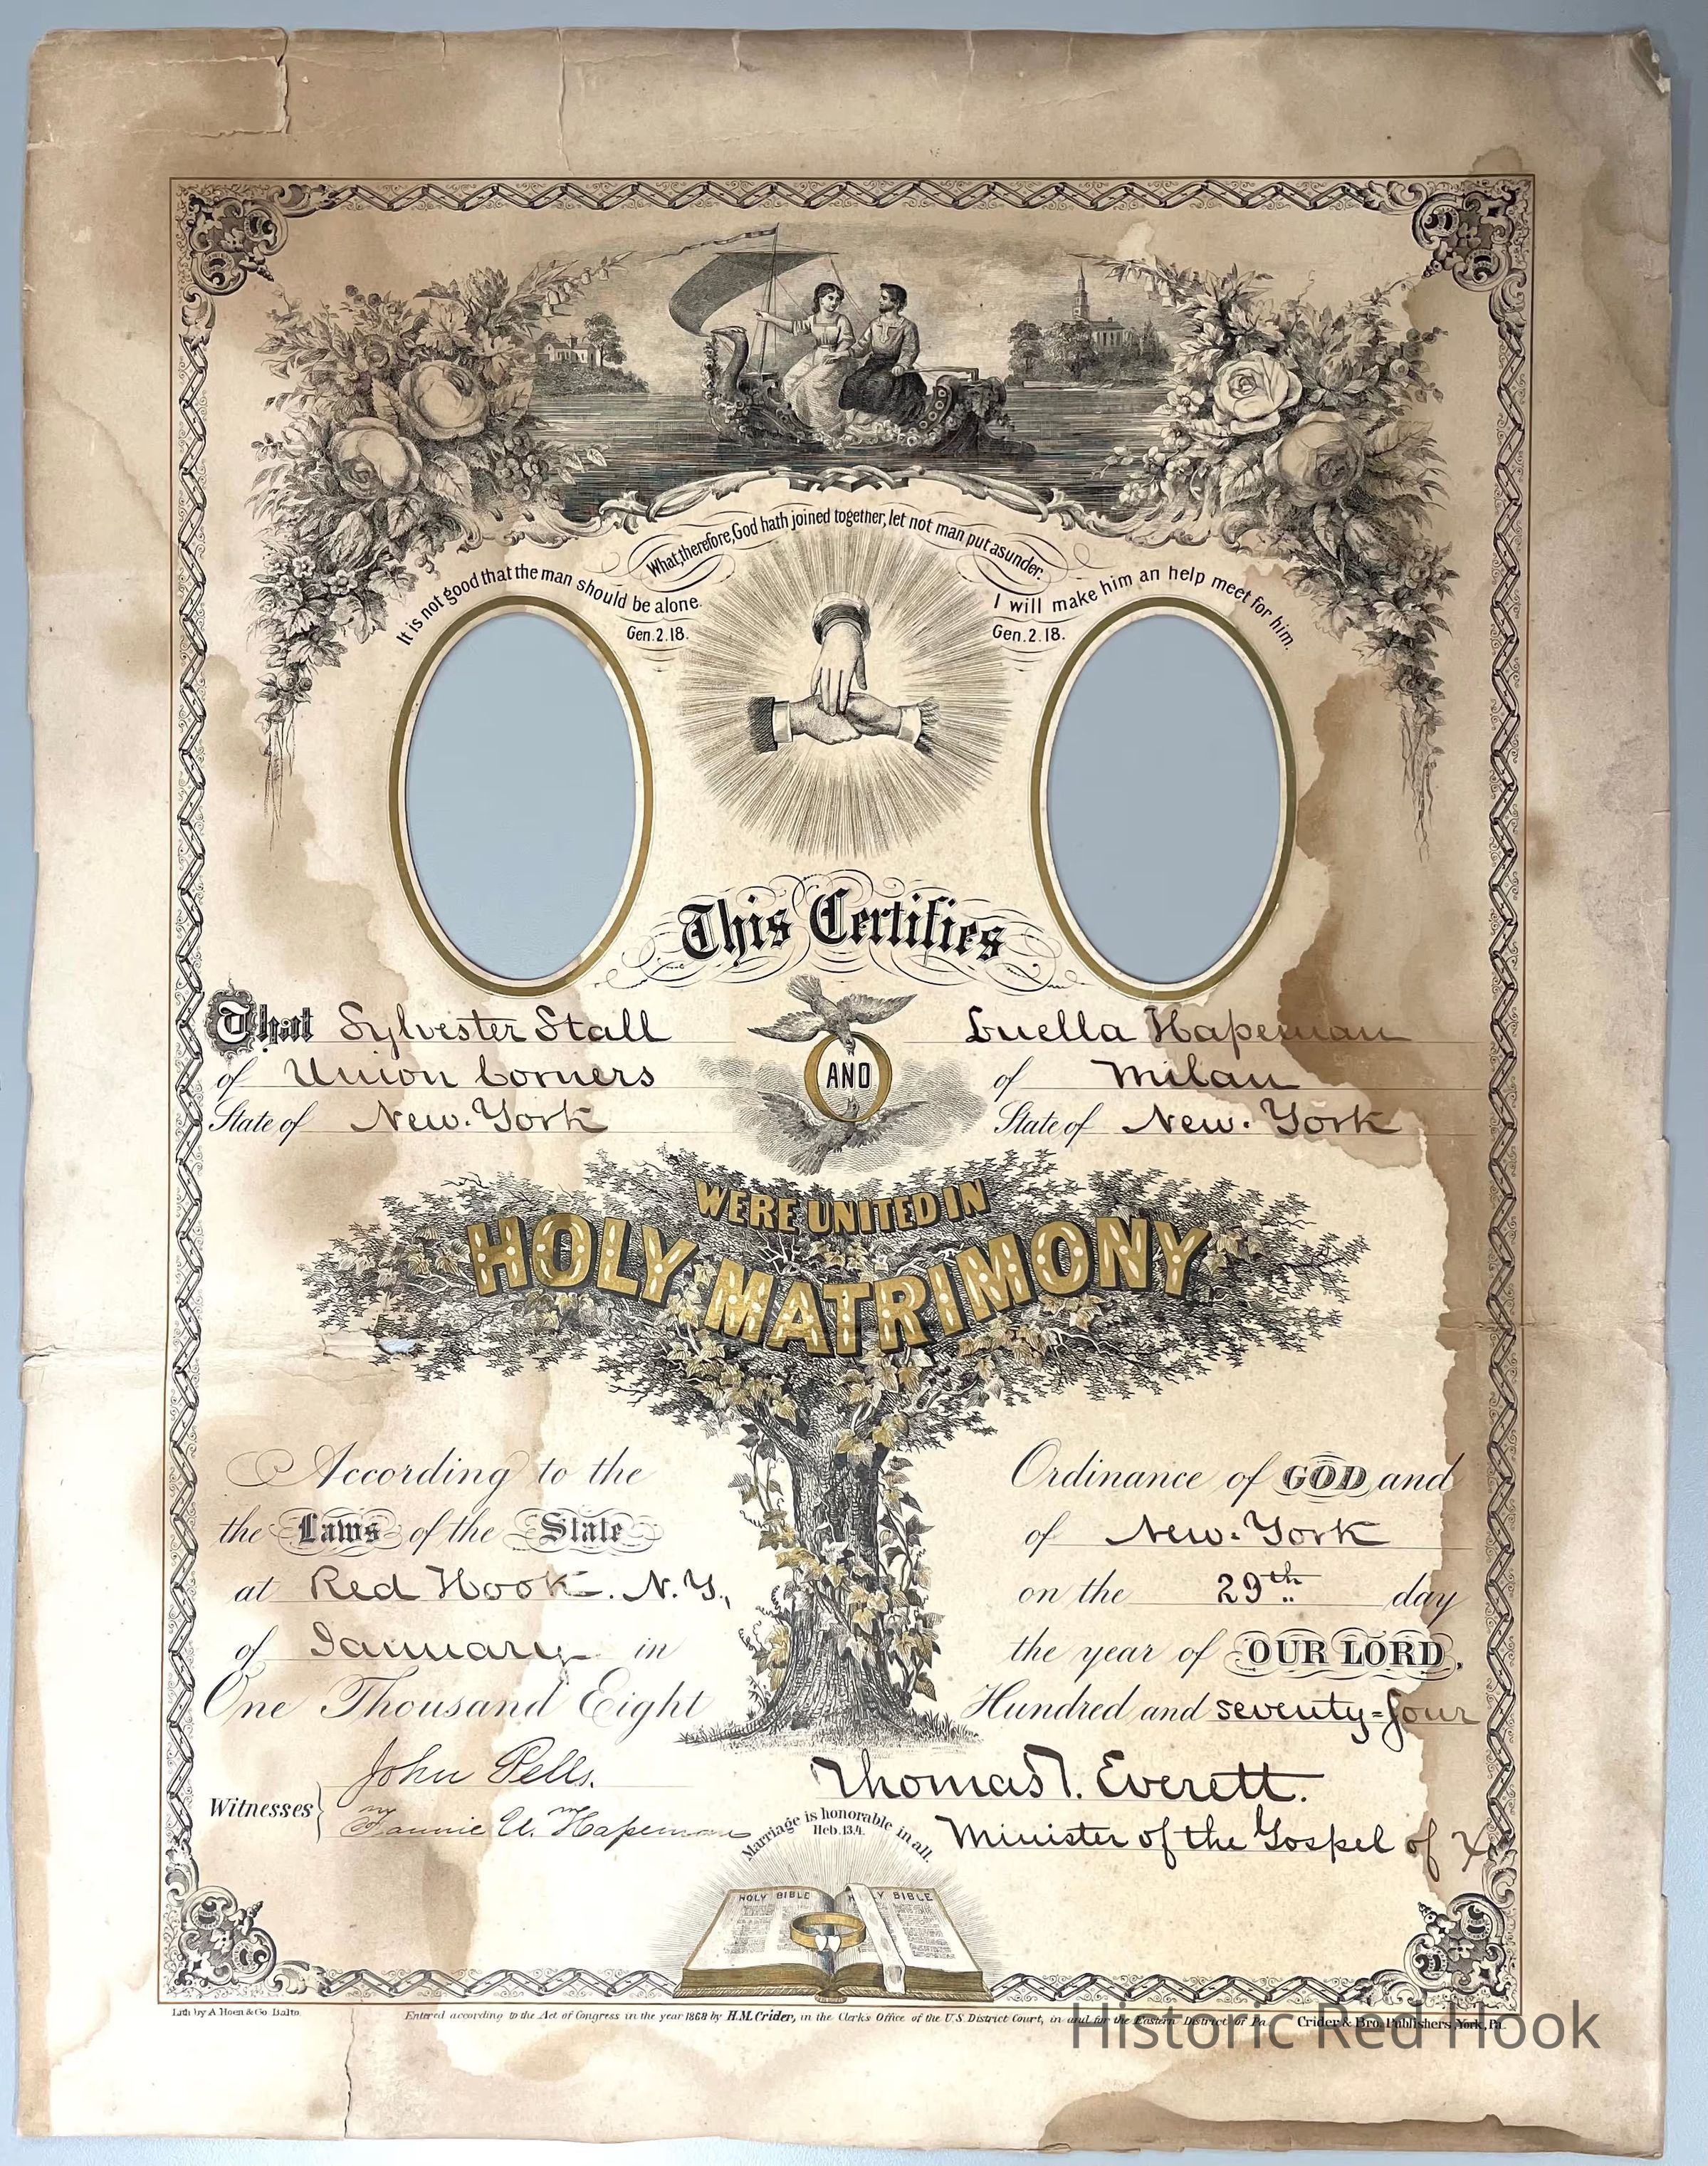 What, therefore, God hath joined together, let not man put asunder.
It is not good that the man should be alone.
Gen. 2. 18.
I will make him an help meet for him.
Gen. 2. 18.
This Certifies
That Sylvester Stall
of Union Corners
State of New. York
AND
Luella Hapeman
of Milan
State of New. York
WERE UNITED IN
HOLY MATRIMONY
According to the Ordinance of GOD and
the Laws of the State of New. York
at Red Hook. N. Y., on the 29th day
of January in the year of OUR LORD,
One Thousand Eight Hundred and seventy=four
Witnesses
John Pells.
Fannie Hapeman
Thomas T. Everett.
Minister of the Gospel of
Marriage is honorable in all.
Heb. 13.4.
HOLY BIBLE
HOLY BIBLE
Lith by A. Hoen & Co. Balto.
Entered according to the Act of Congress in the year 1868 by H. M. Crider, in the Clerk's Office of the U.S. District Court, in and for the Eastern District of Pa.
Crider & Bro. Publishers, York, Pa.
Historic Red Hook